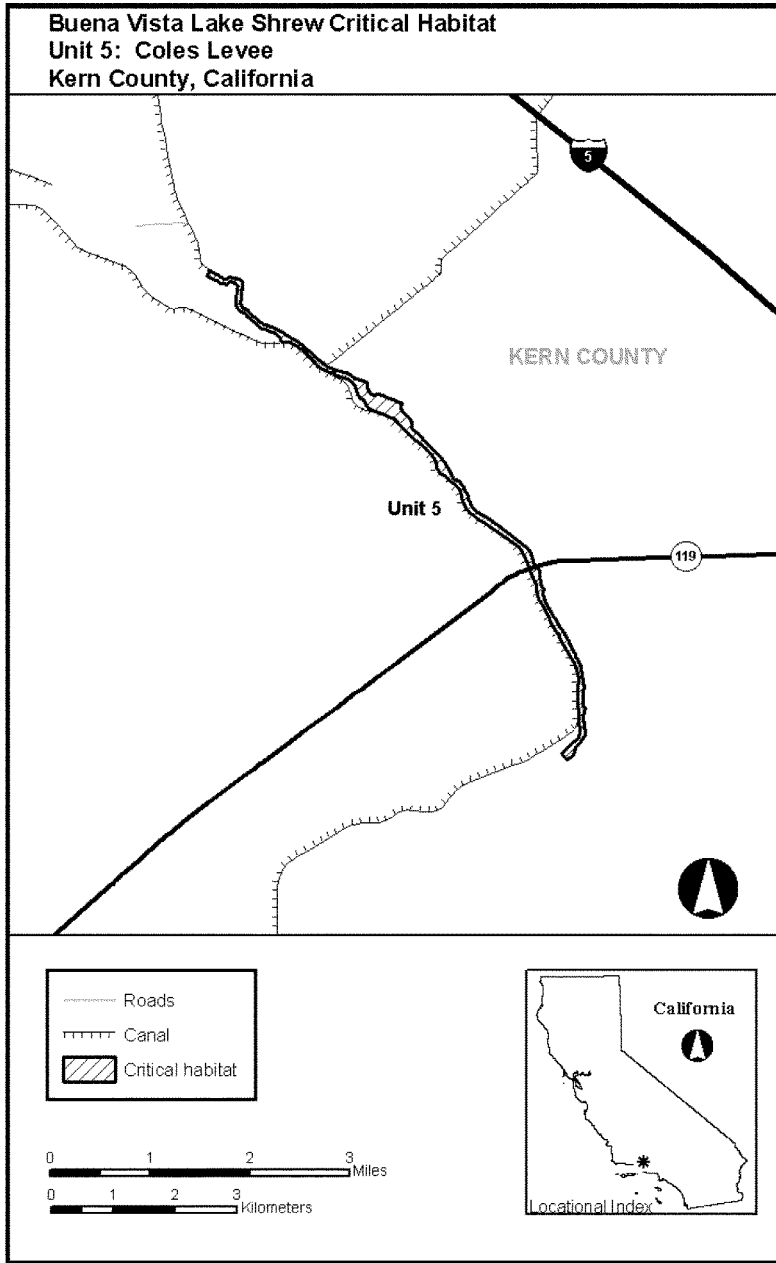 Buena Vista Lake Shrew Critical Habitat
Unit 5: Coles Levee
Kern County, California
5
KERN COUNTY
Unit 5
119
Roads
Canal
Critical habitat
California
Locational Index
0 1 2 3
Miles
0 1 2 3
Kilometers